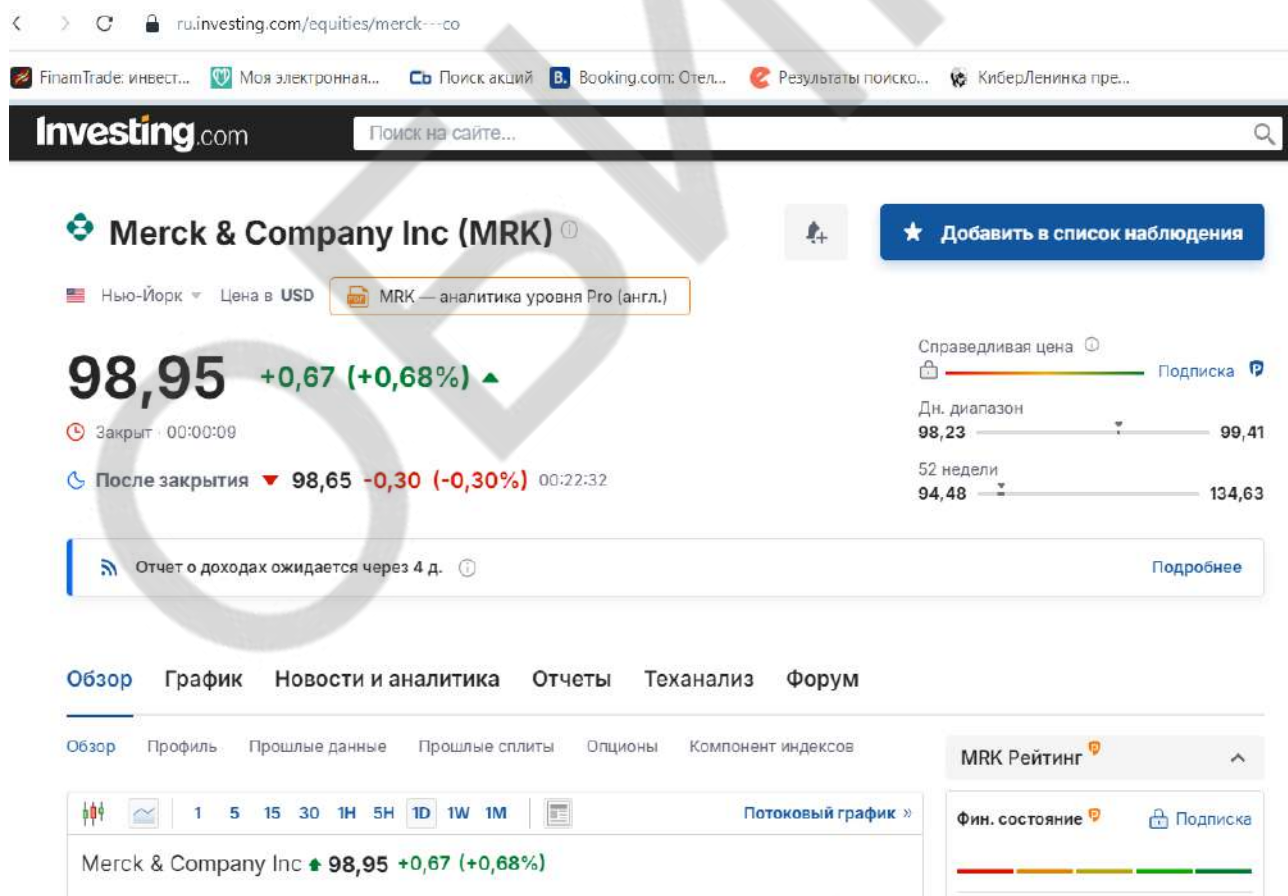 ru.investing.com/equities/merck---co
FinamTrade: инвест... Моя электронная... Сb Поиск акций B. Booking.com: Отел... Результаты поиско... КиберЛенинка пре...
Investing.com Поиск на сайте...
Merck & Company Inc (MRK)
Добавить в список наблюдения
Нью-Йорк Цена в USD MRK — аналитика уровня Pro (англ.)
98,95 +0,67 (+0,68%)
Закрыт · 00:00:09
После закрытия 98,65 -0,30 (-0,30%) 00:22:32
Справедливая цена
Подписка
Дн. диапазон
98,23 99,41
52 недели
94,48 134,63
Отчет о доходах ожидается через 4 д. Подробнее
Обзор График Новости и аналитика Отчеты Теханализ Форум
Обзор Профиль Прошлые данные Прошлые сплиты Опционы Компонент индексов
1 5 15 30 1H 5H 1D 1W 1M Потоковый график »
Merck & Company Inc 98,95 +0,67 (+0,68%)
MRK Рейтинг
Фин. состояние Подписка